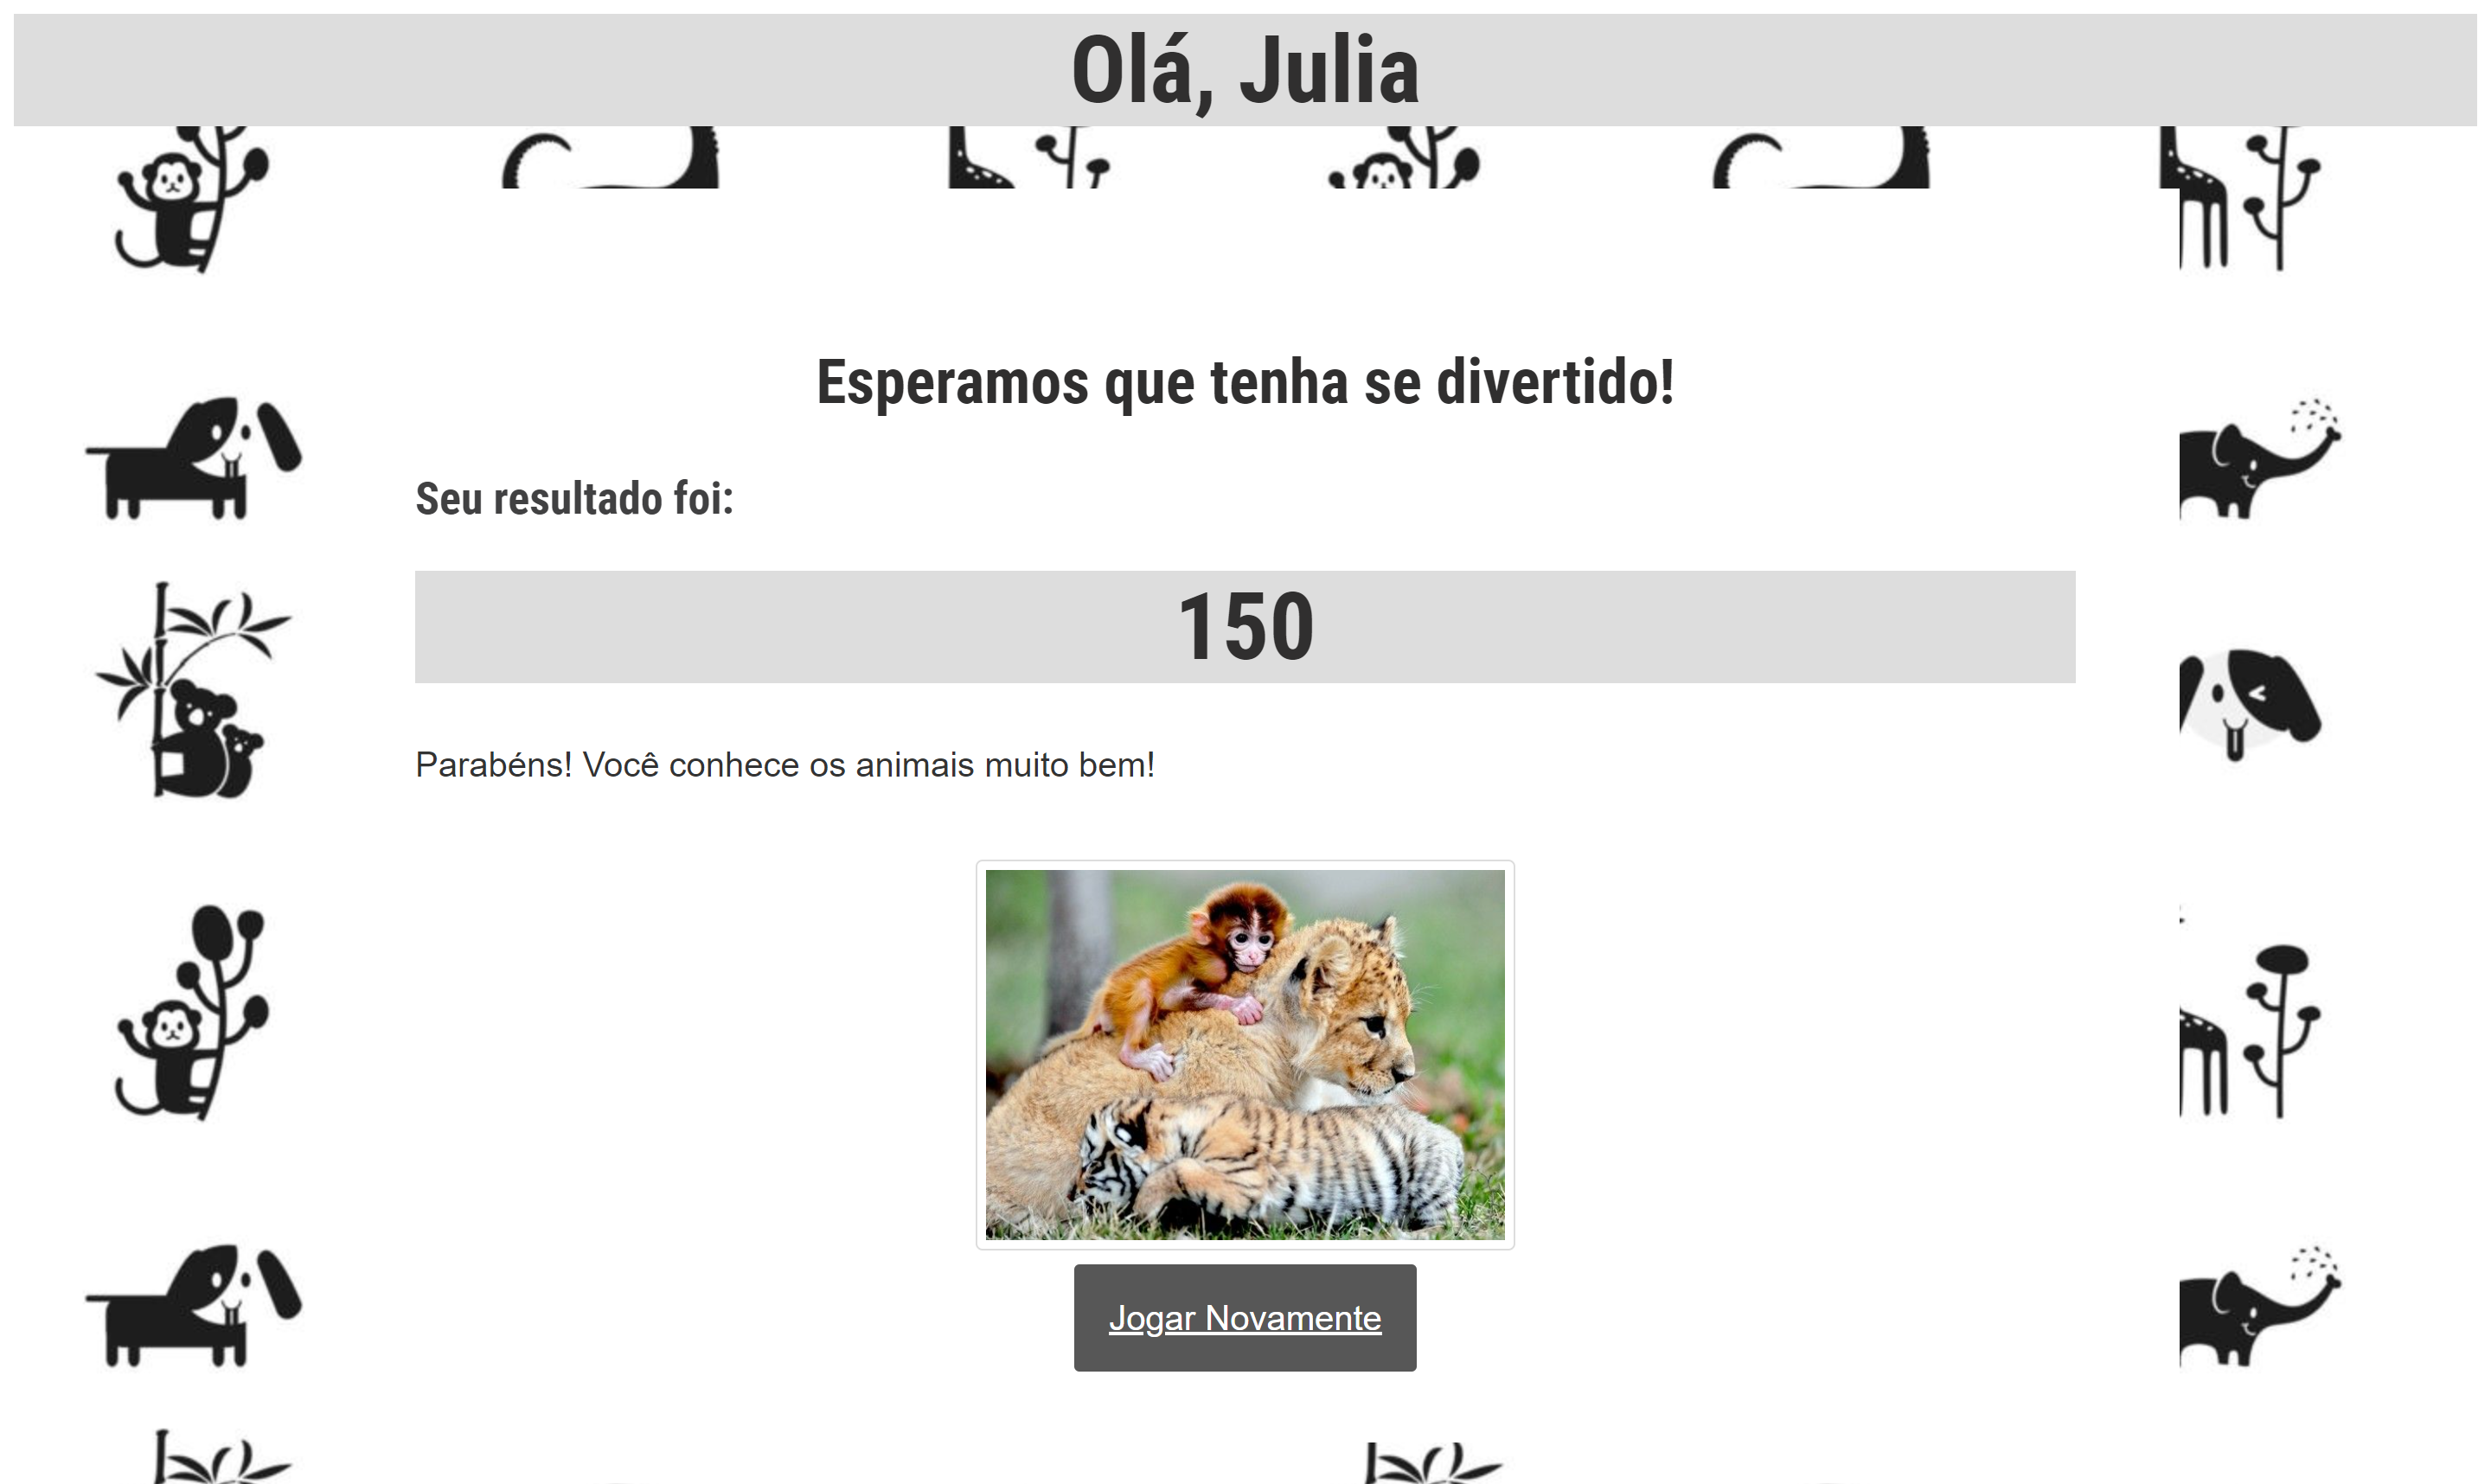 Olá, Julia
Esperamos que tenha se divertido!
Seu resultado foi:
150
Parabéns! Você conhece os animais muito bem!
Jogar Novamente